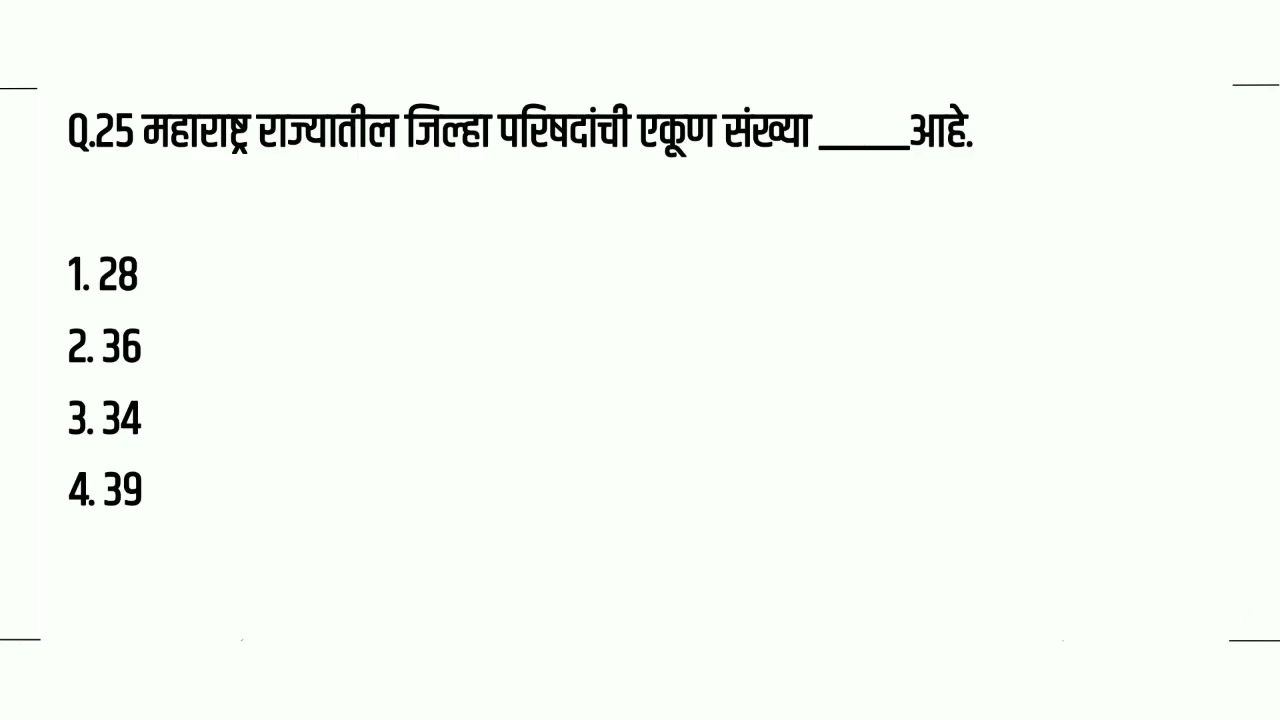 Q.25 महाराष्ट्र राज्यातील जिल्हा परिषदांची एकूण संख्या _____आहे.
1. 28
2. 36
3. 34
4. 39